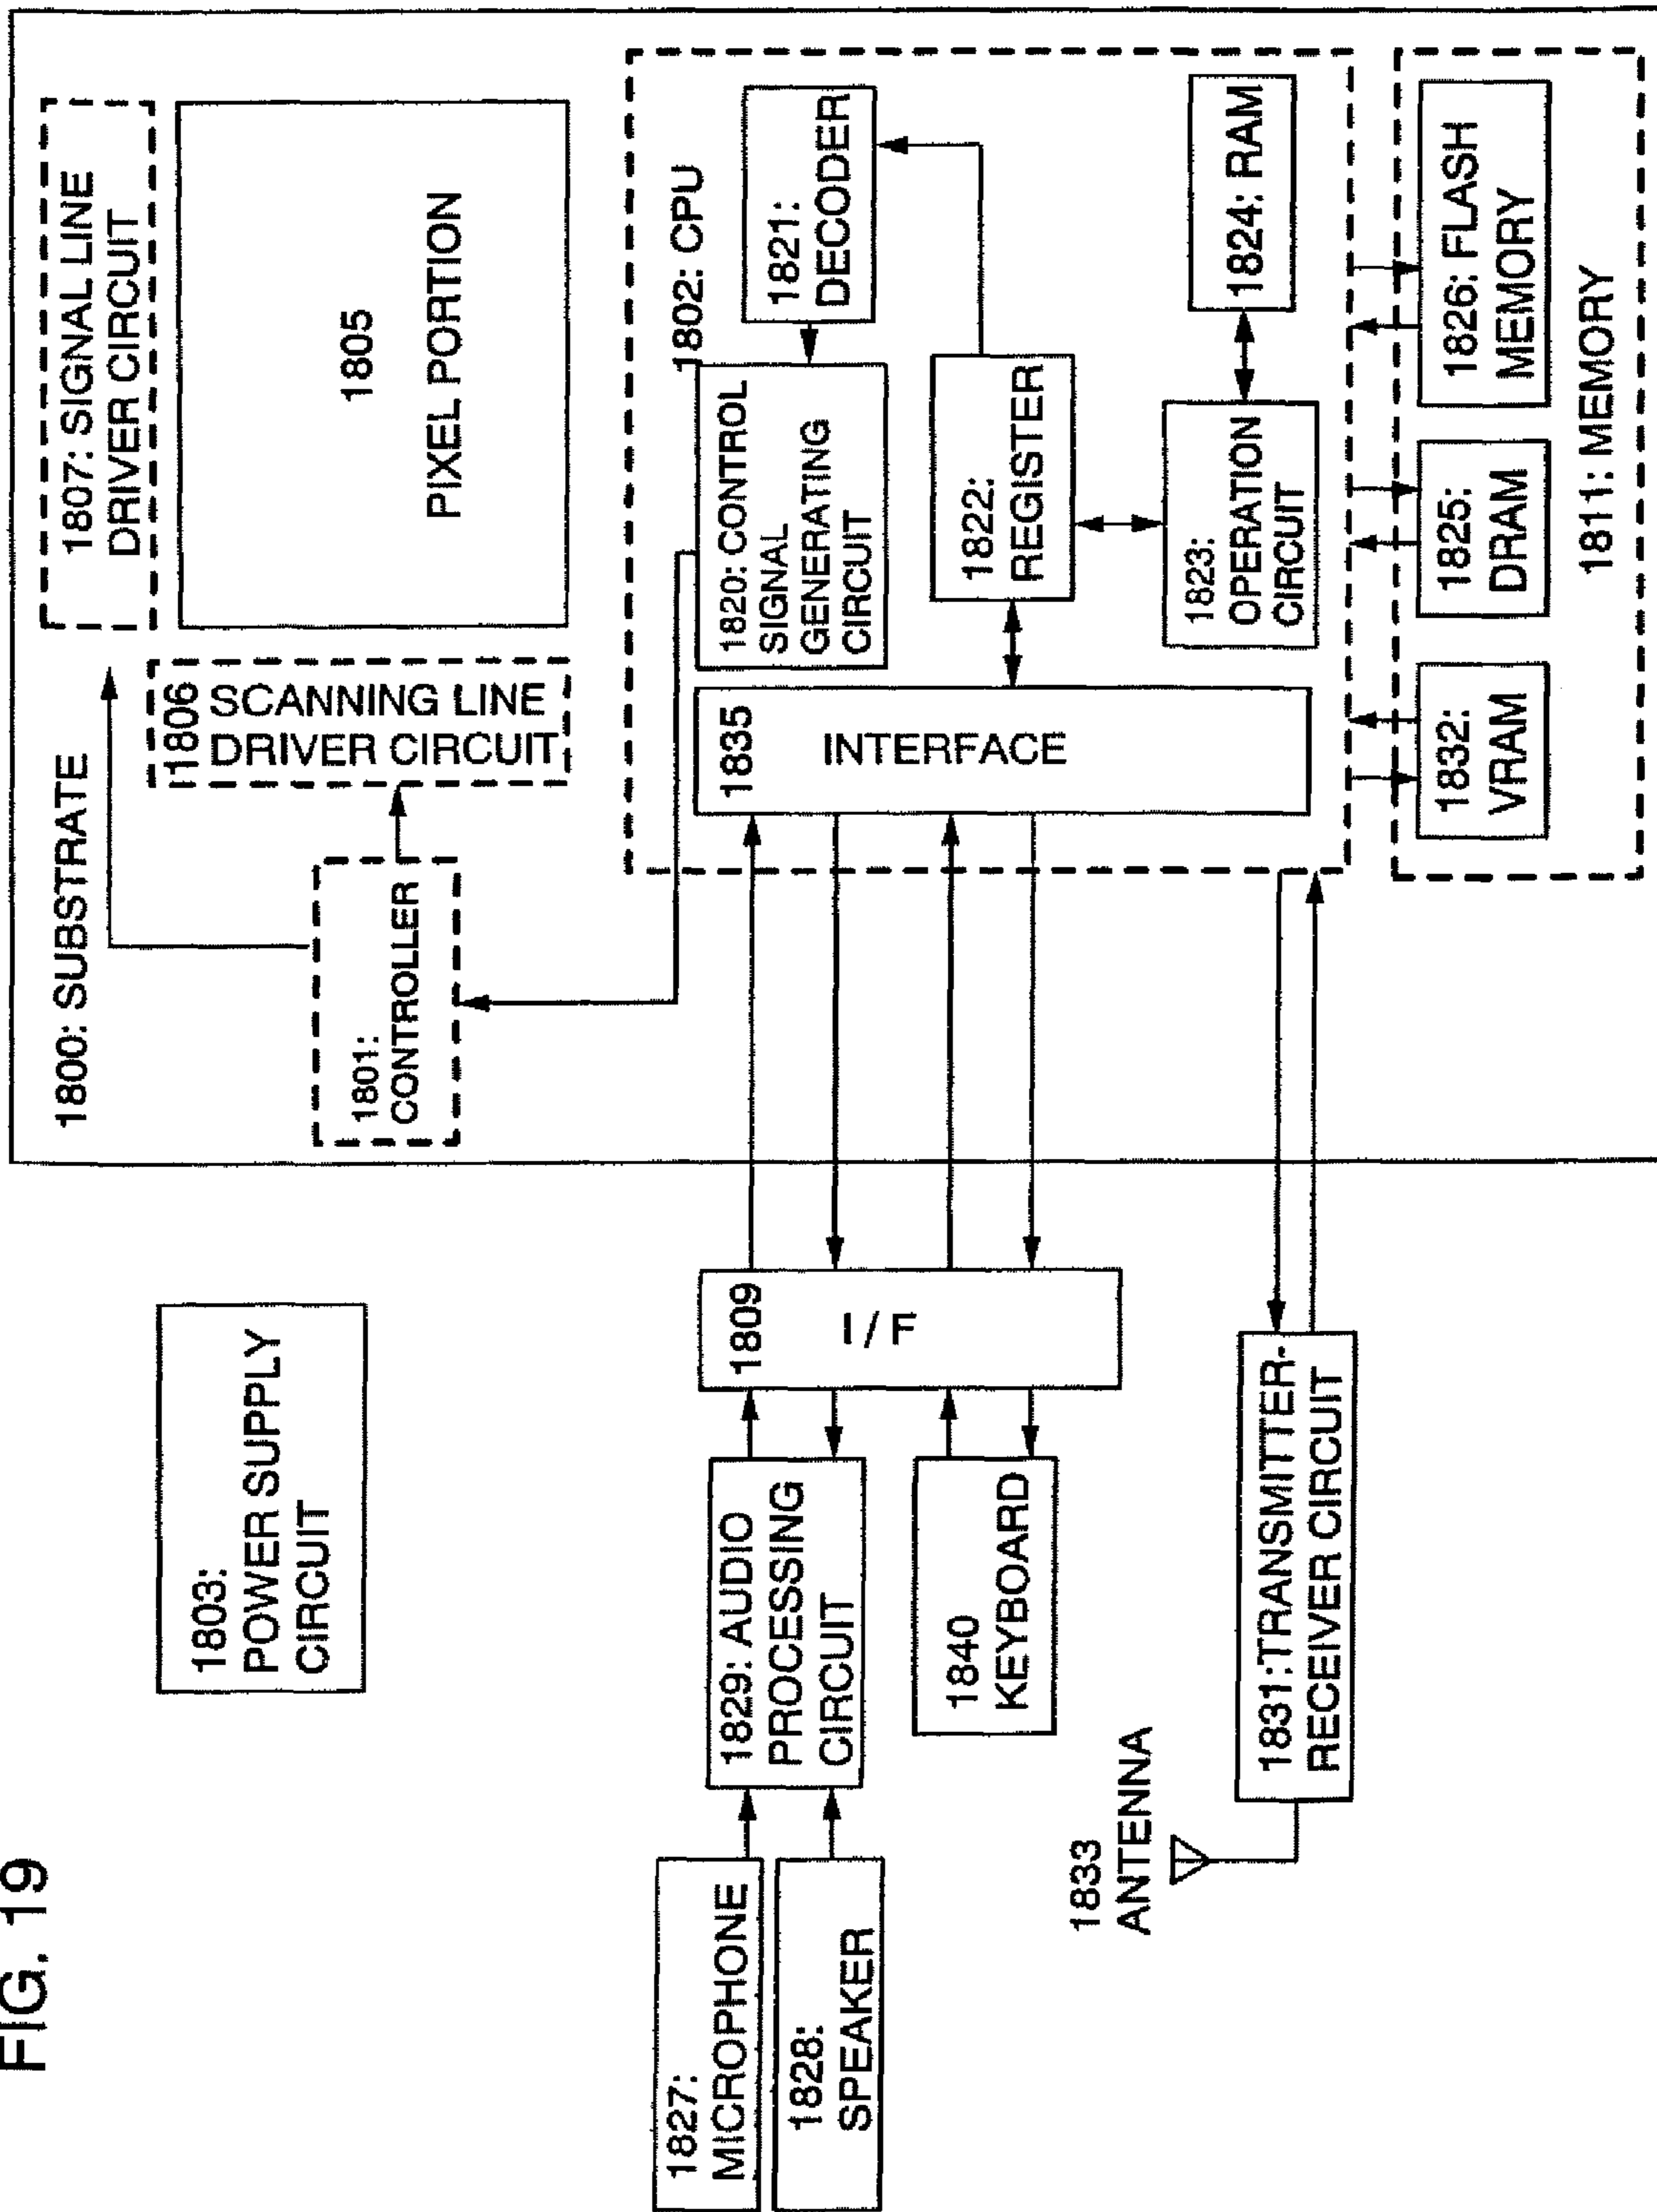 FIG. 19
1800: SUBSTRATE
1807: SIGNAL LINE
DRIVER CIRCUIT
1803:
POWER SUPPLY
CIRCUIT
1801:
CONTROLLER
1806 SCANNING LINE
DRIVER CIRCUIT
1805
PIXEL PORTION
1802: CPU
1827:
MICROPHONE
1828:
SPEAKER
1829: AUDIO
PROCESSING
CIRCUIT
1840
KEYBOARD
1809
I / F
1835
INTERFACE
1820: CONTROL
SIGNAL
GENERATING
CIRCUIT
1821:
DECODER
1822:
REGISTER
1823:
OPERATION
CIRCUIT
1824: RAM
1833
ANTENNA
1831:TRANSMITTER-
RECEIVER CIRCUIT
1832:
VRAM
1825:
DRAM
1826: FLASH
MEMORY
1811: MEMORY